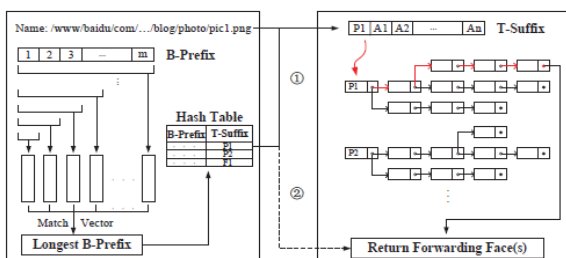 Name: /www/baidu/com/…/blog/photo/pic1.png
1 2 3 ... m
B-Prefix
Hash Table
B-Prefix T-Suffix
P1
P2
P1
Match Vector
Longest B-Prefix
①
②
P1 A1 A2 ... An
T-Suffix
P1
P2
Return Forwarding Face(s)